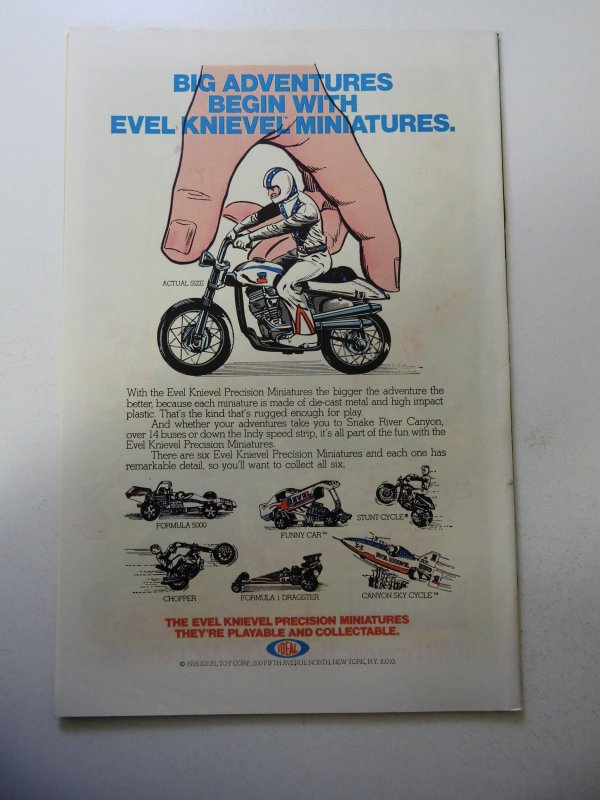 BIG ADVENTURES
BEGIN WITH
EVEL KNIEVEL MINIATURES.
ACTUAL SIZE
With the Evel Knievel Precision Miniatures the bigger the adventure the
better, because each miniature is made of die-cast metal and high impact
plastic. That's the kind that's rugged enough for play.
And whether your adventures take you to Snake River Canyon,
over 14 buses or down the Indy speed strip, it's all part of the fun with the
Evel Knievel Precision Miniatures.
There are six Evel Knievel Precision Miniatures and each one has
remarkable detail, so you'll want to collect all six.
FORMULA 5000
FUNNY CAR™
STUNT CYCLE®
CHOPPER
FORMULA 1 DRAGSTER
CANYON SKY CYCLE™
THE EVEL KNIEVEL PRECISION MINIATURES
THEY'RE PLAYABLE AND COLLECTABLE.
IDEAL
© 1976 IDEAL TOY CORP., 200 FIFTH AVENUE NORTH, NEW YORK, N.Y. 10010.